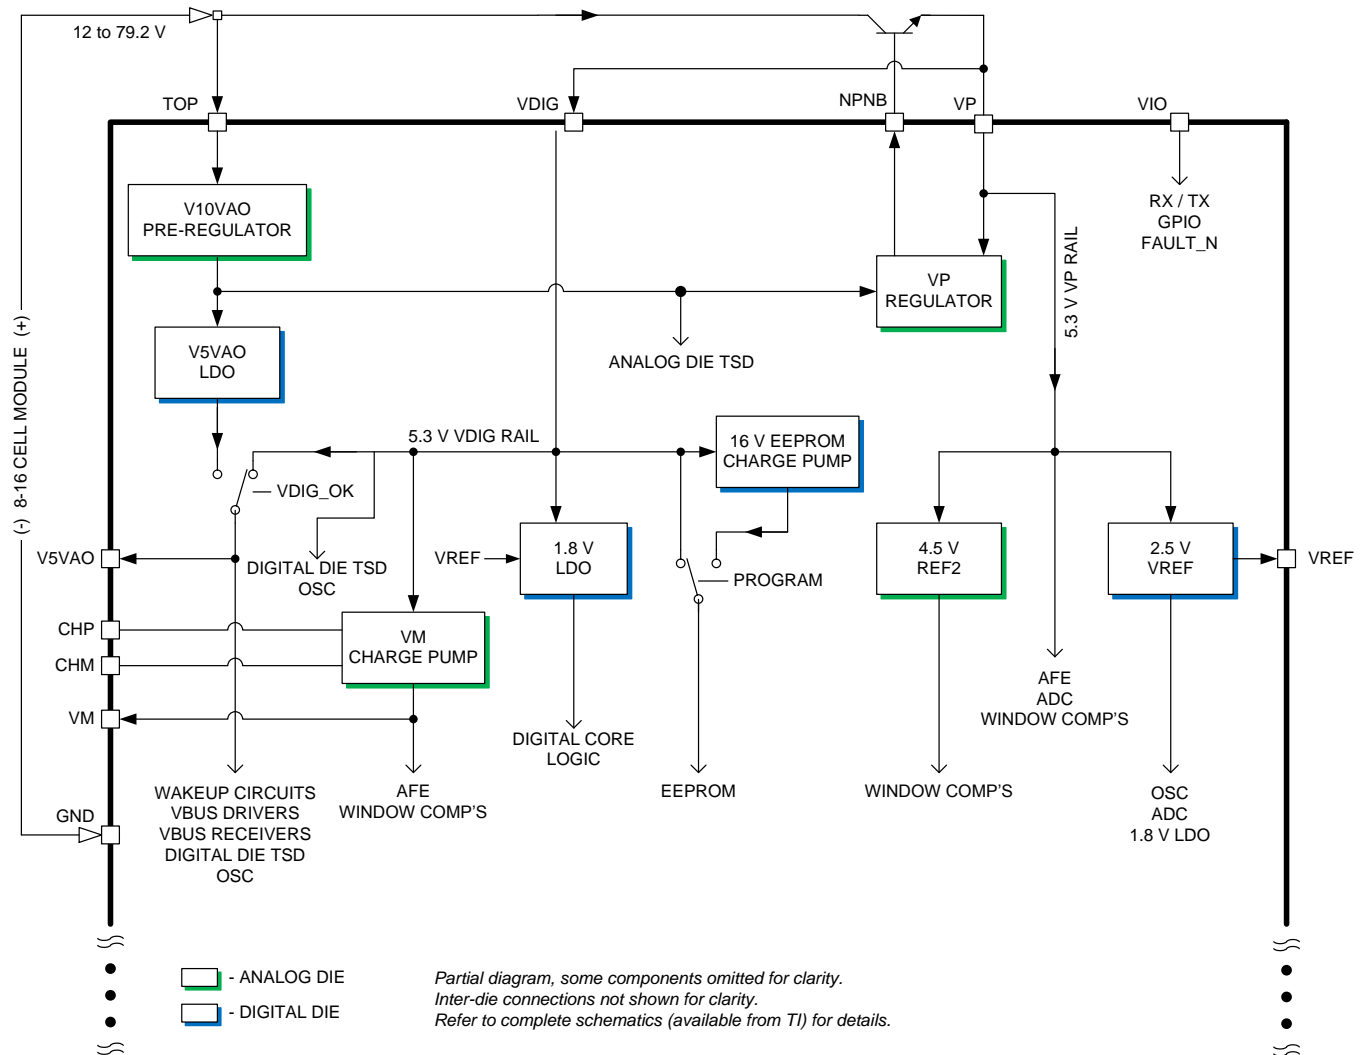 12 to 79.2 V
TOP
VDIG
NPNB
VP
VIO
V10VAO
PRE-REGULATOR
RX / TX
GPIO
FAULT_N
VP
REGULATOR
5.3 V VP RAIL
(-)  8-16 CELL MODULE  (+)
V5VAO
LDO
ANALOG DIE TSD
5.3 V VDIG RAIL
16 V EEPROM
CHARGE PUMP
VDIG_OK
V5VAO
DIGITAL DIE TSD
OSC
VREF
1.8 V
LDO
PROGRAM
4.5 V
REF2
2.5 V
VREF
VREF
CHP
CHM
VM
CHARGE PUMP
VM
AFE
ADC
WINDOW COMP'S
DIGITAL CORE
LOGIC
GND
WAKEUP CIRCUITS
VBUS DRIVERS
VBUS RECEIVERS
DIGITAL DIE TSD
OSC
AFE
WINDOW COMP'S
EEPROM
WINDOW COMP'S
OSC
ADC
1.8 V LDO
- ANALOG DIE
- DIGITAL DIE
Partial diagram, some components omitted for clarity.
Inter-die connections not shown for clarity.
Refer to complete schematics (available from TI) for details.